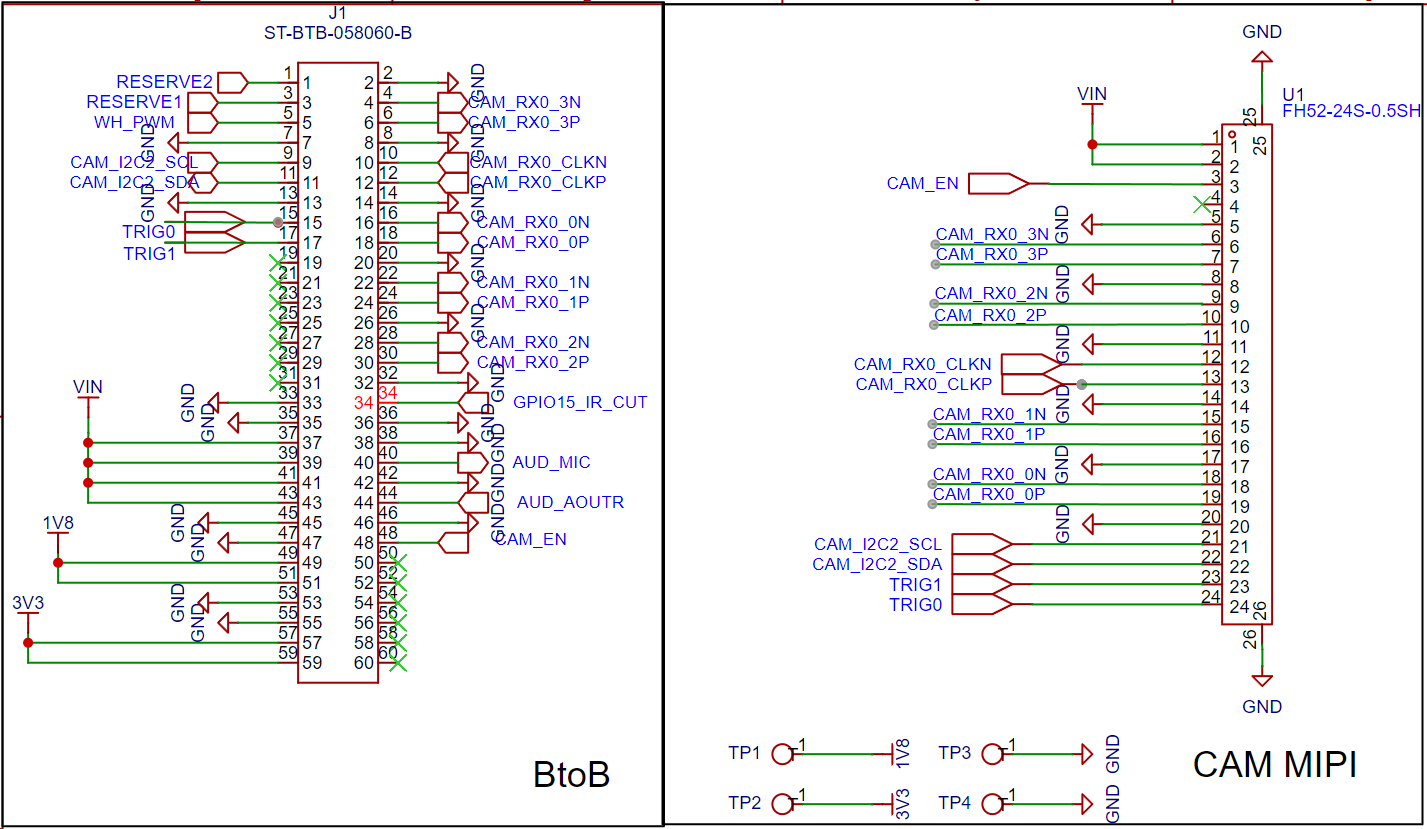 J1
ST-BTB-058060-B
RESERVE2 1 1 2 2 GND
RESERVE1 3 3 4 4 CAM_RX0_3N
WH_PWM 5 5 6 6 CAM_RX0_3P
GND 7 7 8 8 GND
CAM_I2C2_SCL 9 9 10 10 CAM_RX0_CLKN
CAM_I2C2_SDA 11 11 12 12 CAM_RX0_CLKP
GND 13 13 14 14 GND
TRIG0 15 15 16 16 CAM_RX0_0N
TRIG1 17 17 18 18 CAM_RX0_0P
19 19 20 20 GND
21 21 22 22 CAM_RX0_1N
23 23 24 24 CAM_RX0_1P
25 25 26 26 GND
27 27 28 28 CAM_RX0_2N
29 29 30 30 CAM_RX0_2P
31 31 32 32 GND
VIN
GND 33 33 34 34 GPIO15_IR_CUT
GND 35 35 36 36 GND
37 37 38 38 GND
39 39 40 40 AUD_MIC
41 41 42 42 GND
43 43 44 44 AUD_AOUTR
GND 45 45 46 46 GND
1V8
GND 47 47 48 48 CAM_EN
49 49 50 50
51 51 52 52
GND 53 53 54 54
3V3
GND 55 55 56 56
57 57 58 58
59 59 60 60
BtoB
GND
25
25
U1
FH52-24S-0.5SH
VIN
1 1
2 2
CAM_EN 3 3
4 4
GND 5 5
CAM_RX0_3N 6 6
CAM_RX0_3P 7 7
GND 8 8
CAM_RX0_2N 9 9
CAM_RX0_2P 10 10
GND 11 11
CAM_RX0_CLKN 12 12
CAM_RX0_CLKP 13 13
GND 14 14
CAM_RX0_1N 15 15
CAM_RX0_1P 16 16
GND 17 17
CAM_RX0_0N 18 18
CAM_RX0_0P 19 19
GND 20 20
CAM_I2C2_SCL 21 21
CAM_I2C2_SDA 22 22
TRIG1 23 23
TRIG0 24 24
26
26
GND
TP1 T 1 1V8
TP3 T 1 GND
TP2 T 1 3V3
TP4 T 1 GND
CAM MIPI